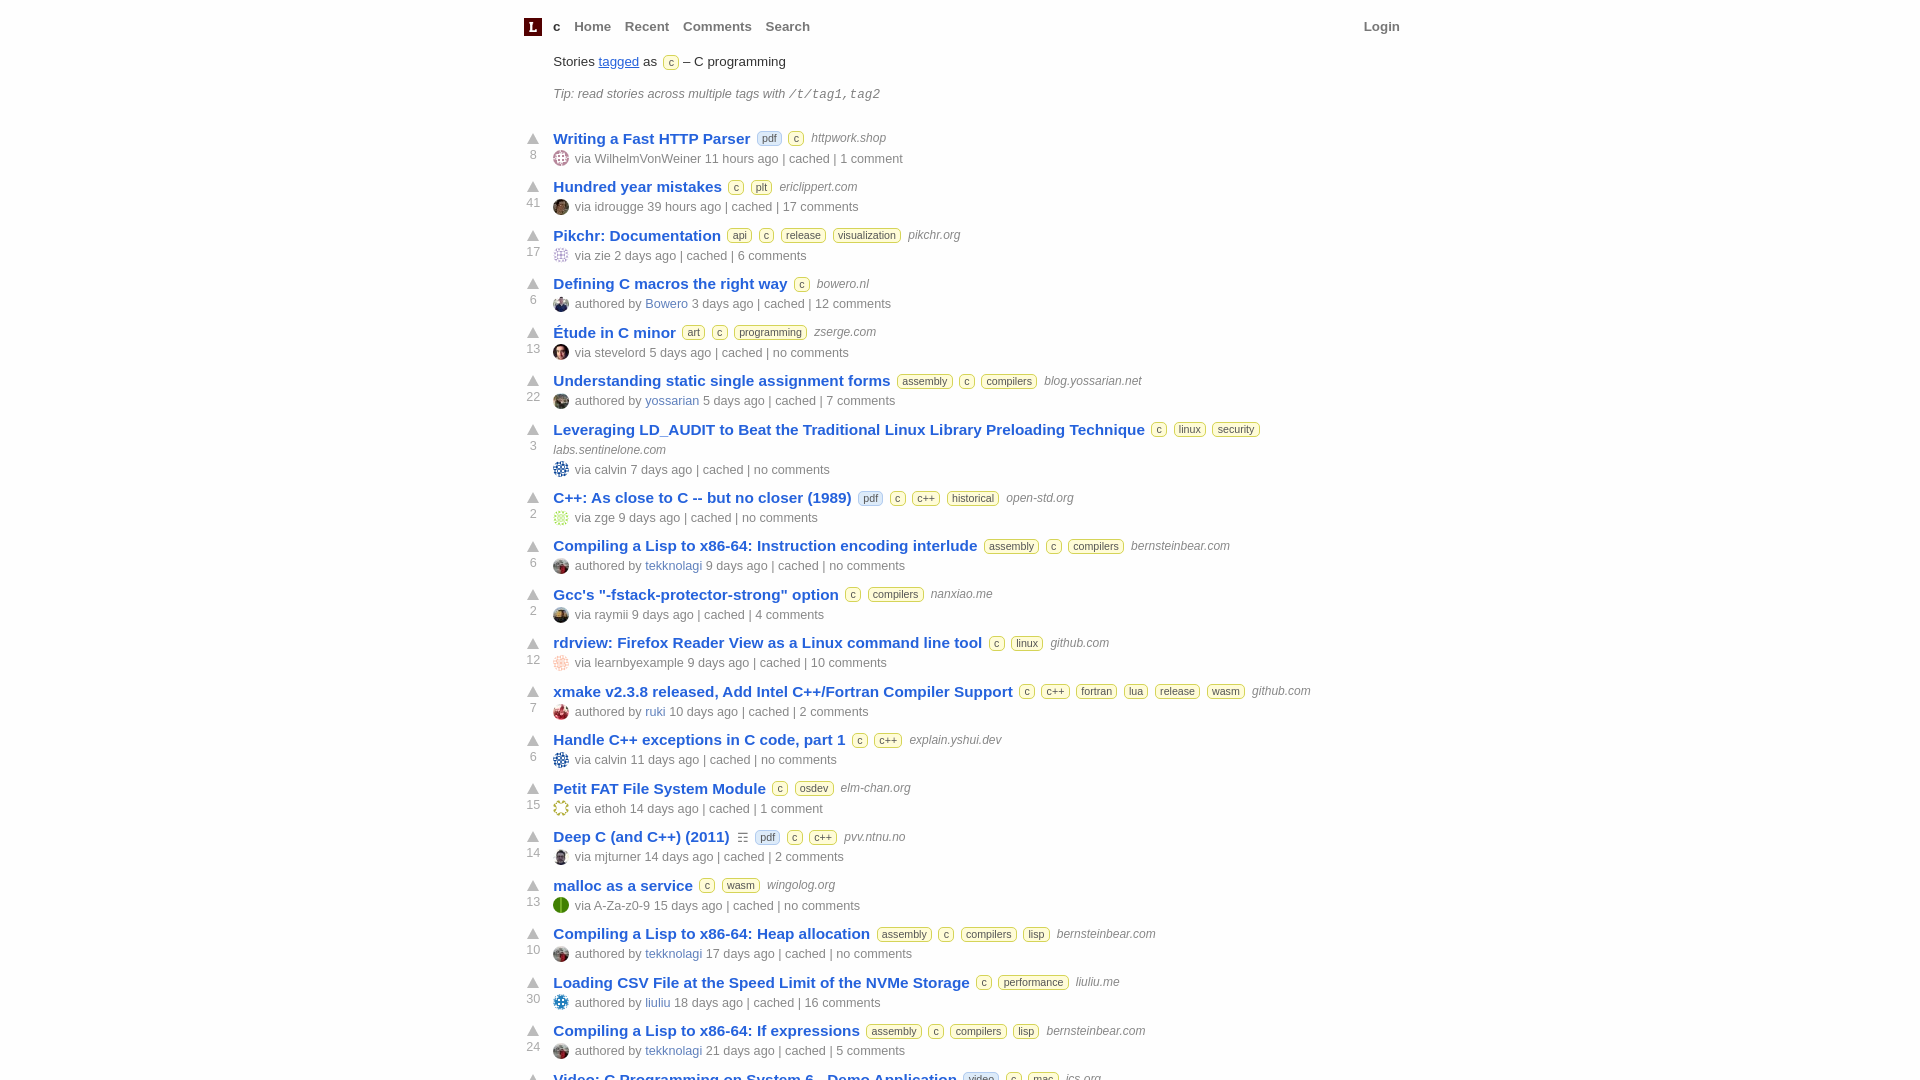 L c Home Recent Comments Search Login
Stories tagged as c – C programming
Tip: read stories across multiple tags with /t/tag1,tag2
Writing a Fast HTTP Parser pdf c httpwork.shop
8 via WilhelmVonWeiner 11 hours ago | cached | 1 comment
Hundred year mistakes c plt ericlippert.com
41 via idrougge 39 hours ago | cached | 17 comments
Pikchr: Documentation api c release visualization pikchr.org
17 via zie 2 days ago | cached | 6 comments
Defining C macros the right way c bowero.nl
6 authored by Bowero 3 days ago | cached | 12 comments
Étude in C minor art c programming zserge.com
13 via stevelord 5 days ago | cached | no comments
Understanding static single assignment forms assembly c compilers blog.yossarian.net
22 authored by yossarian 5 days ago | cached | 7 comments
Leveraging LD_AUDIT to Beat the Traditional Linux Library Preloading Technique c linux security
3 labs.sentinelone.com
via calvin 7 days ago | cached | no comments
C++: As close to C -- but no closer (1989) pdf c c++ historical open-std.org
2 via zge 9 days ago | cached | no comments
Compiling a Lisp to x86-64: Instruction encoding interlude assembly c compilers bernsteinbear.com
6 authored by tekknolagi 9 days ago | cached | no comments
Gcc's "-fstack-protector-strong" option c compilers nanxiao.me
2 via raymii 9 days ago | cached | 4 comments
rdrview: Firefox Reader View as a Linux command line tool c linux github.com
12 via learnbyexample 9 days ago | cached | 10 comments
xmake v2.3.8 released, Add Intel C++/Fortran Compiler Support c c++ fortran lua release wasm github.com
7 authored by ruki 10 days ago | cached | 2 comments
Handle C++ exceptions in C code, part 1 c c++ explain.yshui.dev
6 via calvin 11 days ago | cached | no comments
Petit FAT File System Module c osdev elm-chan.org
15 via ethoh 14 days ago | cached | 1 comment
Deep C (and C++) (2011) ☶ pdf c c++ pvv.ntnu.no
14 via mjturner 14 days ago | cached | 2 comments
malloc as a service c wasm wingolog.org
13 via A-Za-z0-9 15 days ago | cached | no comments
Compiling a Lisp to x86-64: Heap allocation assembly c compilers lisp bernsteinbear.com
10 authored by tekknolagi 17 days ago | cached | no comments
Loading CSV File at the Speed Limit of the NVMe Storage c performance liuliu.me
30 authored by liuliu 18 days ago | cached | 16 comments
Compiling a Lisp to x86-64: If expressions assembly c compilers lisp bernsteinbear.com
24 authored by tekknolagi 21 days ago | cached | 5 comments
Video: C Programming on System 6 - Demo Application video c mac jcs.org